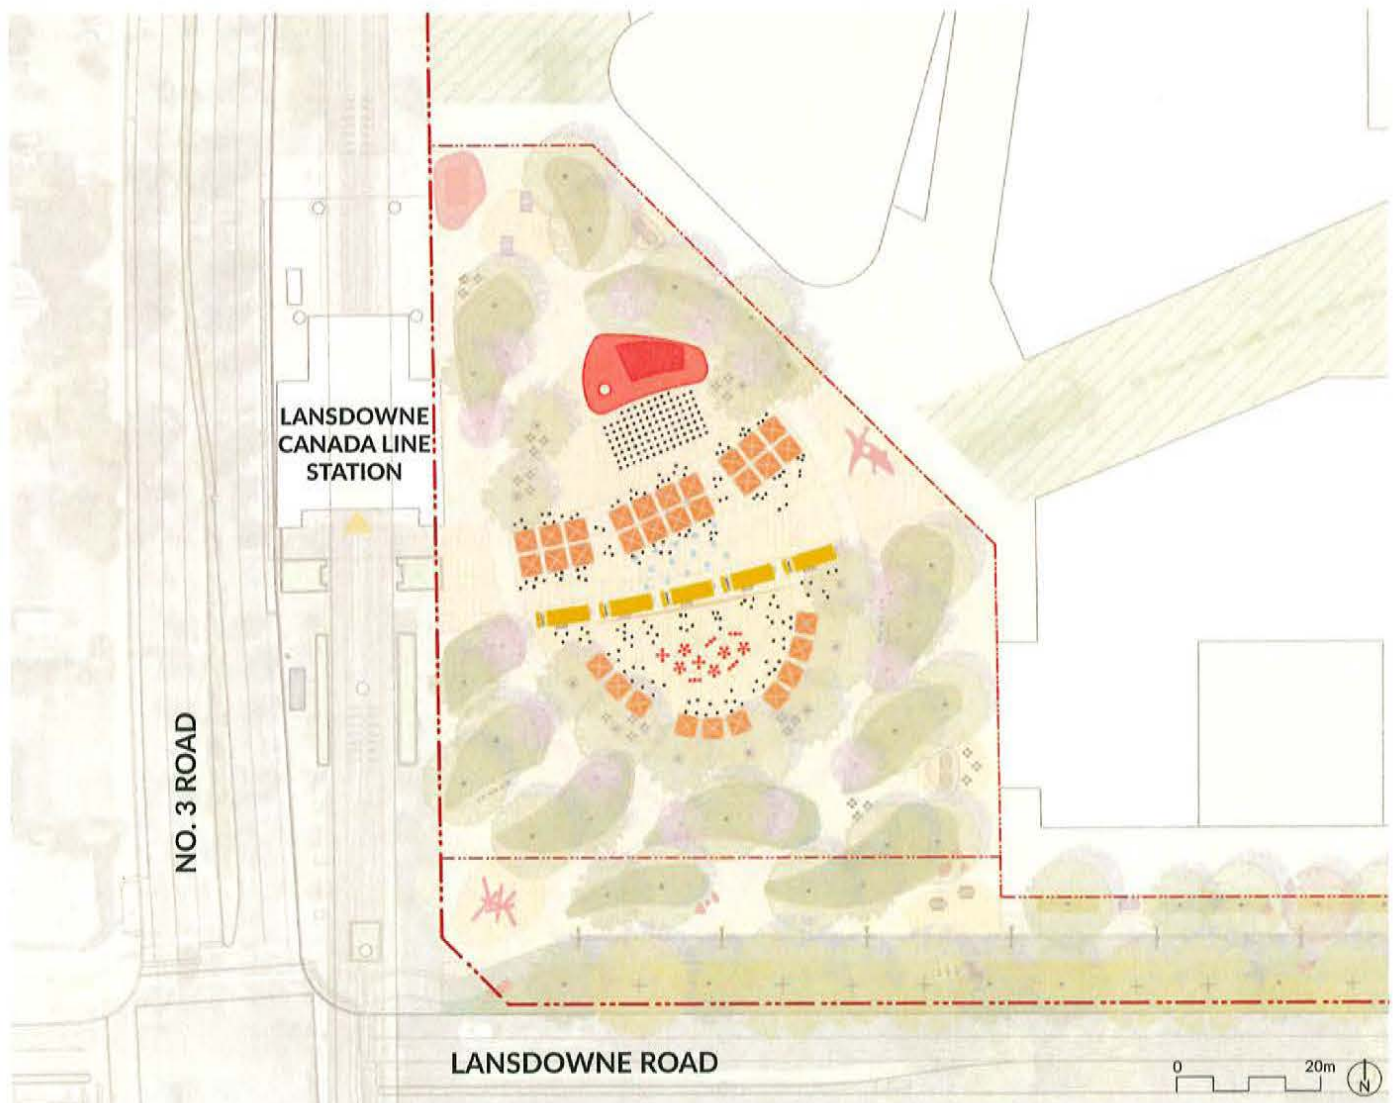 LANSDOWNE
CANADA LINE
STATION
NO. 3 ROAD
LANSDOWNE ROAD
0 20m
N